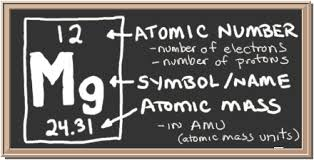 12
Mg
24.31
ATOMIC NUMBER
-number of electrons
-number of protons
SYMBOL/NAME
ATOMIC MASS
-IN AMU
(atomic mass units)